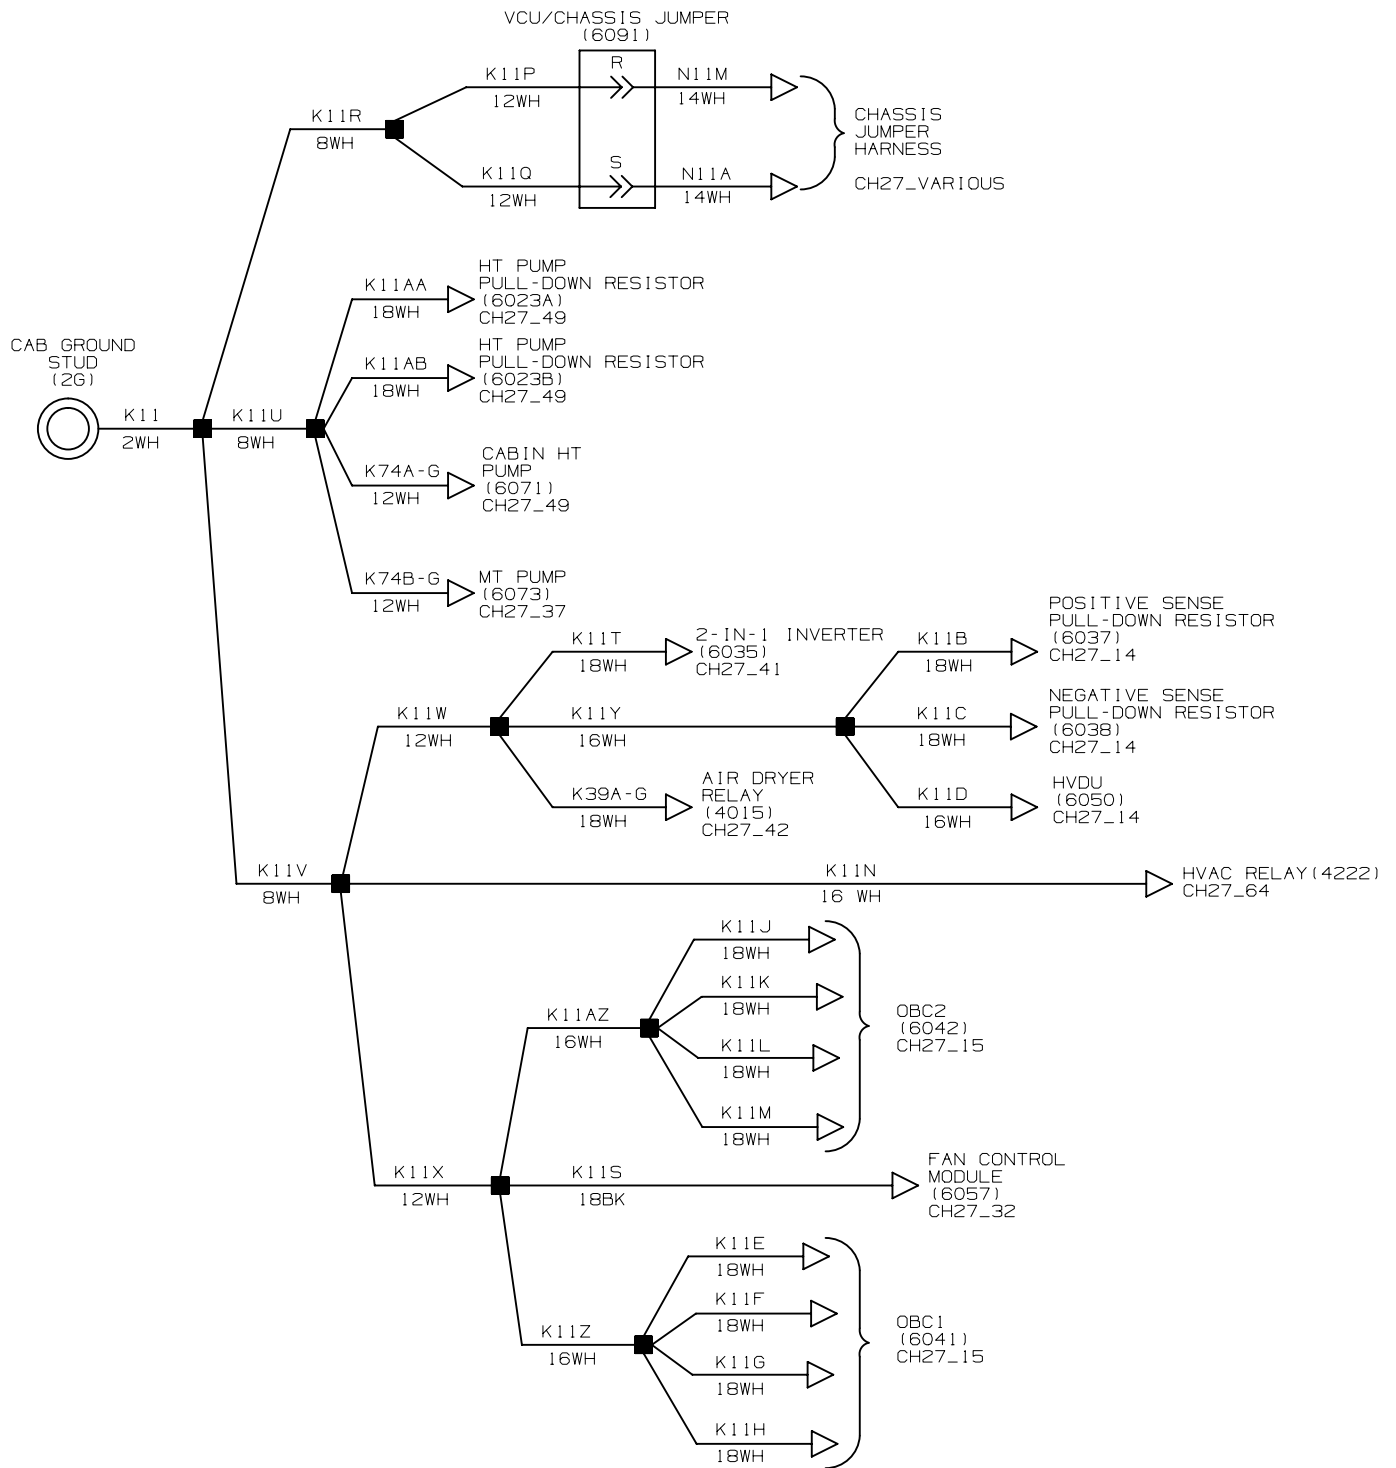 VCU/CHASSIS JUMPER
(6091)
R
K11P
12WH
N11M
14WH
K11R
8WH
CHASSIS
JUMPER
HARNESS
CH27_VARIOUS
S
K11Q
12WH
N11A
14WH
HT PUMP
PULL-DOWN RESISTOR
(6023A)
CH27_49
K11AA
18WH
HT PUMP
PULL-DOWN RESISTOR
(6023B)
CH27_49
K11AB
18WH
CAB GROUND
STUD
(2G)
K11
2WH
K11U
8WH
CABIN HT
PUMP
(6071)
CH27_49
K74A-G
12WH
MT PUMP
(6073)
CH27_37
K74B-G
12WH
K11T
18WH
2-IN-1 INVERTER
(6035)
CH27_41
K11B
18WH
POSITIVE SENSE
PULL-DOWN RESISTOR
(6037)
CH27_14
K11W
12WH
K11Y
16WH
K11C
18WH
NEGATIVE SENSE
PULL-DOWN RESISTOR
(6038)
CH27_14
K39A-G
18WH
AIR DRYER
RELAY
(4015)
CH27_42
K11D
16WH
HVDU
(6050)
CH27_14
K11V
8WH
K11N
16 WH
HVAC RELAY(4222)
CH27_64
K11J
18WH
K11K
18WH
K11AZ
16WH
K11L
18WH
K11M
18WH
OBC2
(6042)
CH27_15
K11X
12WH
K11S
18BK
FAN CONTROL
MODULE
(6057)
CH27_32
K11E
18WH
K11F
18WH
K11Z
16WH
K11G
18WH
K11H
18WH
OBC1
(6041)
CH27_15